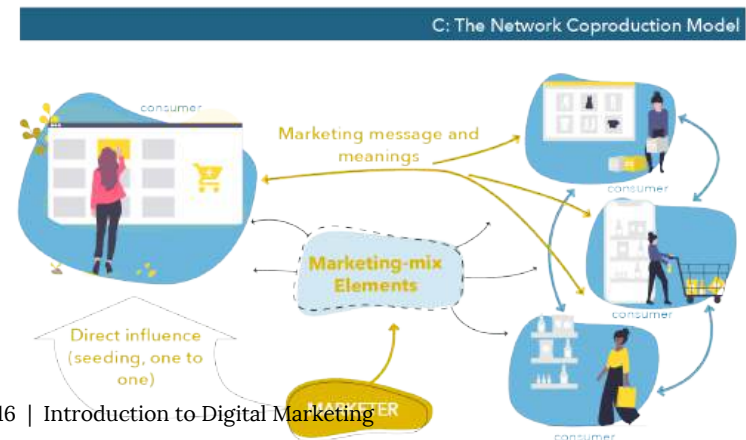 C: The Network Coproduction Model
consumer
Marketing message and
meanings
consumer
Marketing-mix
Elements
consumer
Direct influence
(seeding, one to
one)
MARKETER
16 | Introduction to Digital Marketing
consumer